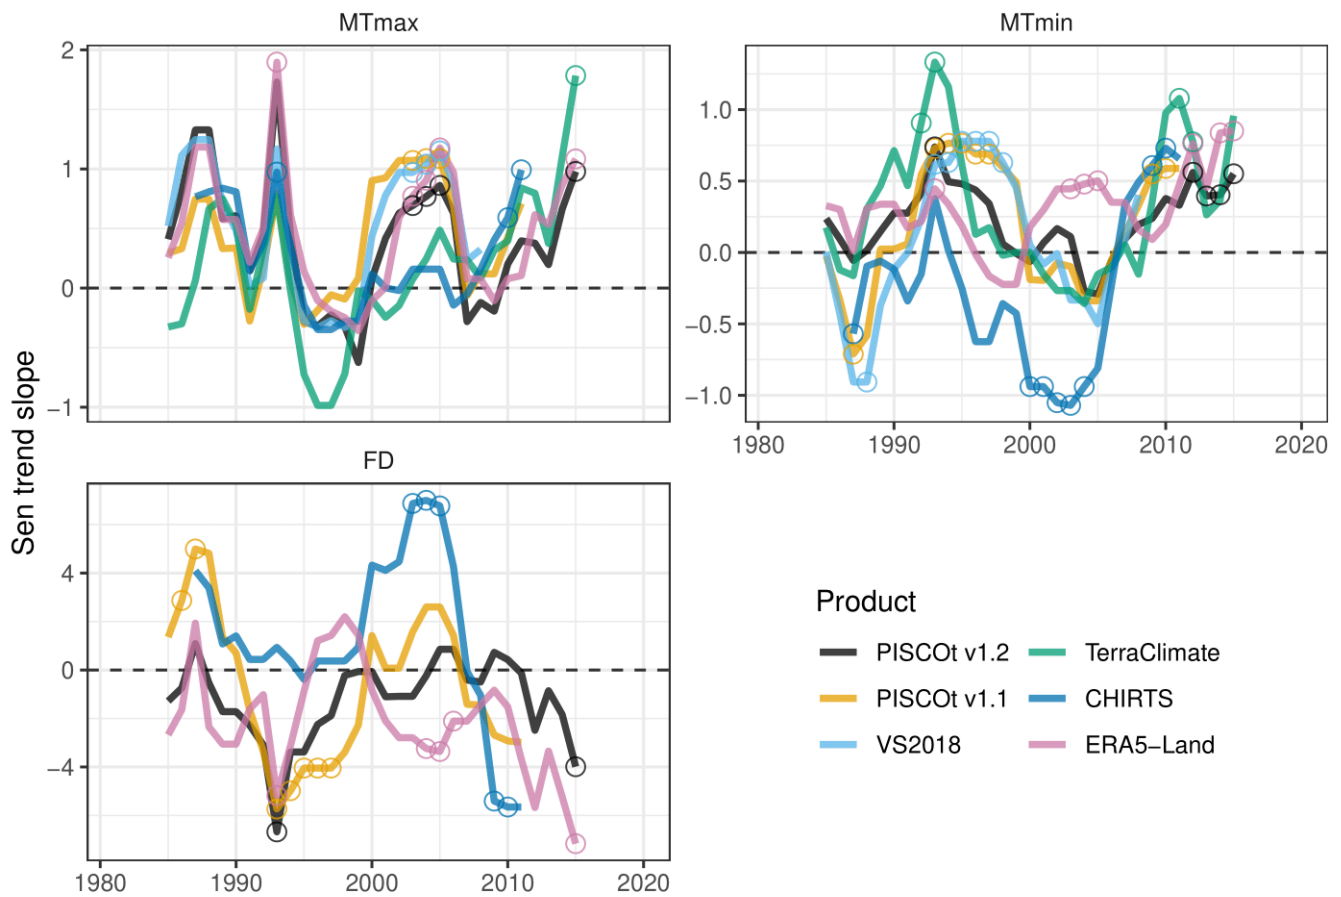 MTmax
MTmin
2
1
0
−1
1.0
0.5
0.0
−0.5
−1.0
1980 1990 2000 2010 2020
Sen trend slope
FD
4
0
−4
1980 1990 2000 2010 2020
Product
PISCOt v1.2
TerraClimate
PISCOt v1.1
CHIRTS
VS2018
ERA5−Land